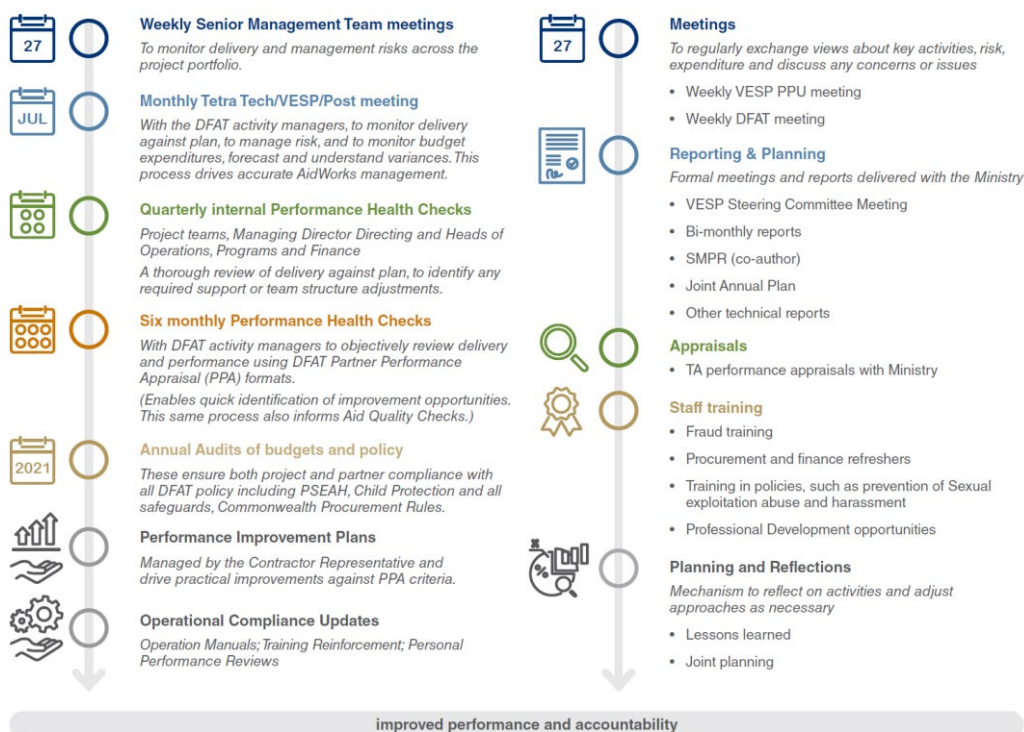 27
Weekly Senior Management Team meetings
To monitor delivery and management risks across the
project portfolio.
JUL
Monthly Tetra Tech/VESP/Post meeting
With the DFAT activity managers, to monitor delivery
against plan, to manage risk, and to monitor budget
expenditures, forecast and understand variances. This
process drives accurate AidWorks management.
Quarterly internal Performance Health Checks
Project teams, Managing Director Directing and Heads of
Operations, Programs and Finance
A thorough review of delivery against plan, to identify any
required support or team structure adjustments.
Six monthly Performance Health Checks
With DFAT activity managers to objectively review delivery
and performance using DFAT Partner Performance
Appraisal (PPA) formats.
(Enables quick identification of improvement opportunities.
This same process also informs Aid Quality Checks.)
2021
Annual Audits of budgets and policy
These ensure both project and partner compliance with
all DFAT policy including PSEAH, Child Protection and all
safeguards, Commonwealth Procurement Rules.
Performance Improvement Plans
Managed by the Contractor Representative and
drive practical improvements against PPA criteria.
Operational Compliance Updates
Operation Manuals; Training Reinforcement; Personal
Performance Reviews
27
Meetings
To regularly exchange views about key activities, risk,
expenditure and discuss any concerns or issues
• Weekly VESP PPU meeting
• Weekly DFAT meeting
Reporting & Planning
Formal meetings and reports delivered with the Ministry
• VESP Steering Committee Meeting
• Bi-monthly reports
• SMPR (co-author)
• Joint Annual Plan
• Other technical reports
Appraisals
• TA performance appraisals with Ministry
Staff training
• Fraud training
• Procurement and finance refreshers
• Training in policies, such as prevention of Sexual
exploitation abuse and harassment
• Professional Development opportunities
%
Planning and Reflections
Mechanism to reflect on activities and adjust
approaches as necessary
• Lessons learned
• Joint planning
improved performance and accountability